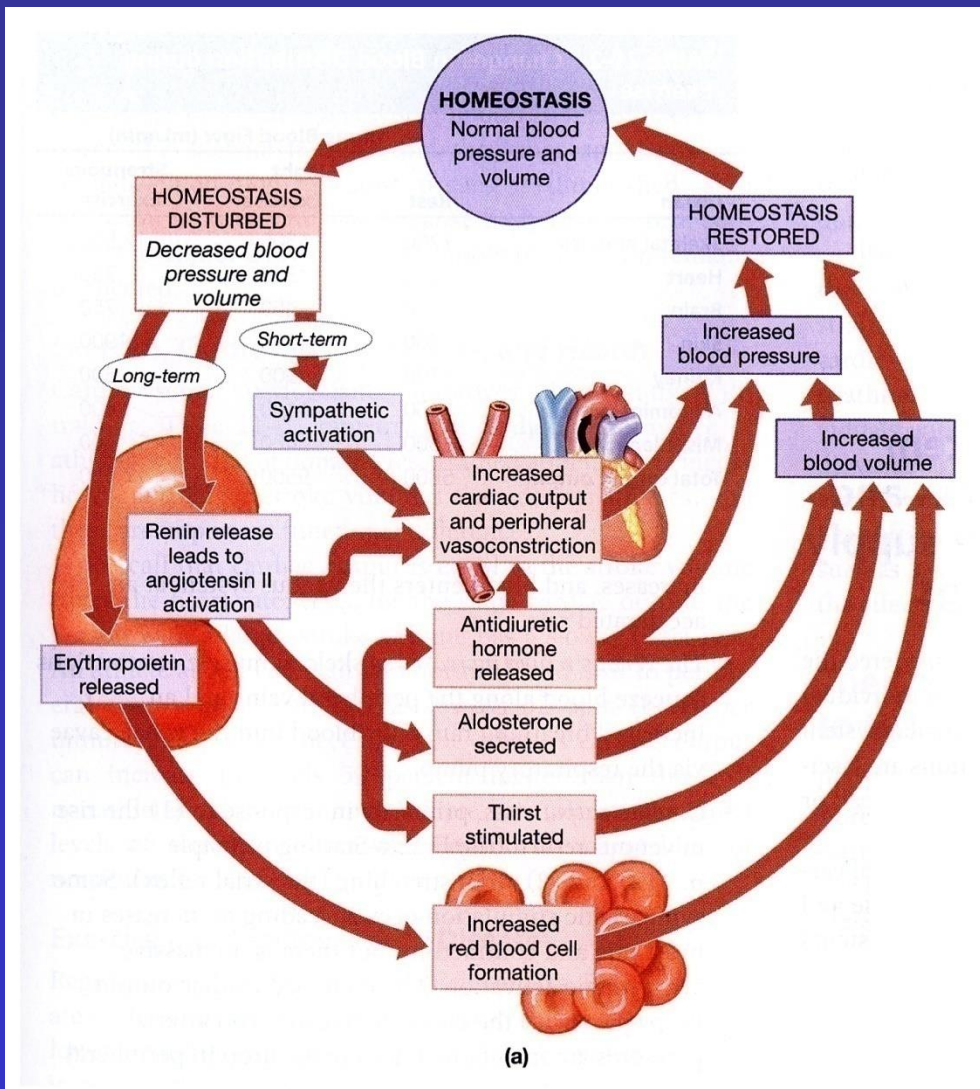 HOMEOSTASIS
Normal blood
pressure and
volume
HOMEOSTASIS
DISTURBED
Decreased blood
pressure and
volume
HOMEOSTASIS
RESTORED
Short-term
Long-term
Increased
blood pressure
Sympathetic
activation
Increased
blood volume
Increased
cardiac output
and peripheral
vasoconstriction
Renin release
leads to
angiotensin II
activation
Antidiuretic
hormone
released
Erythropoietin
released
Aldosterone
secreted
Thirst
stimulated
Increased
red blood cell
formation
(a)